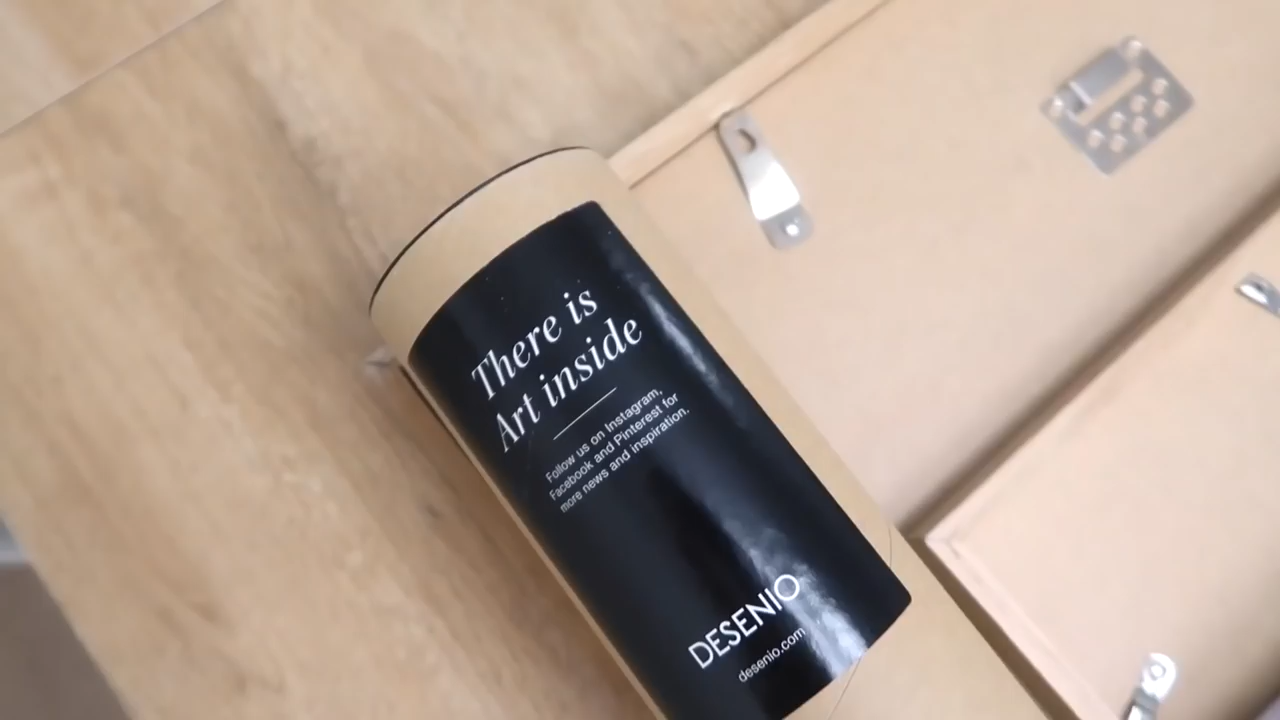 There is
Art inside
Follow us on Instagram,
Facebook and Pinterest for
more news and inspiration.
DESENIO
desenio.com